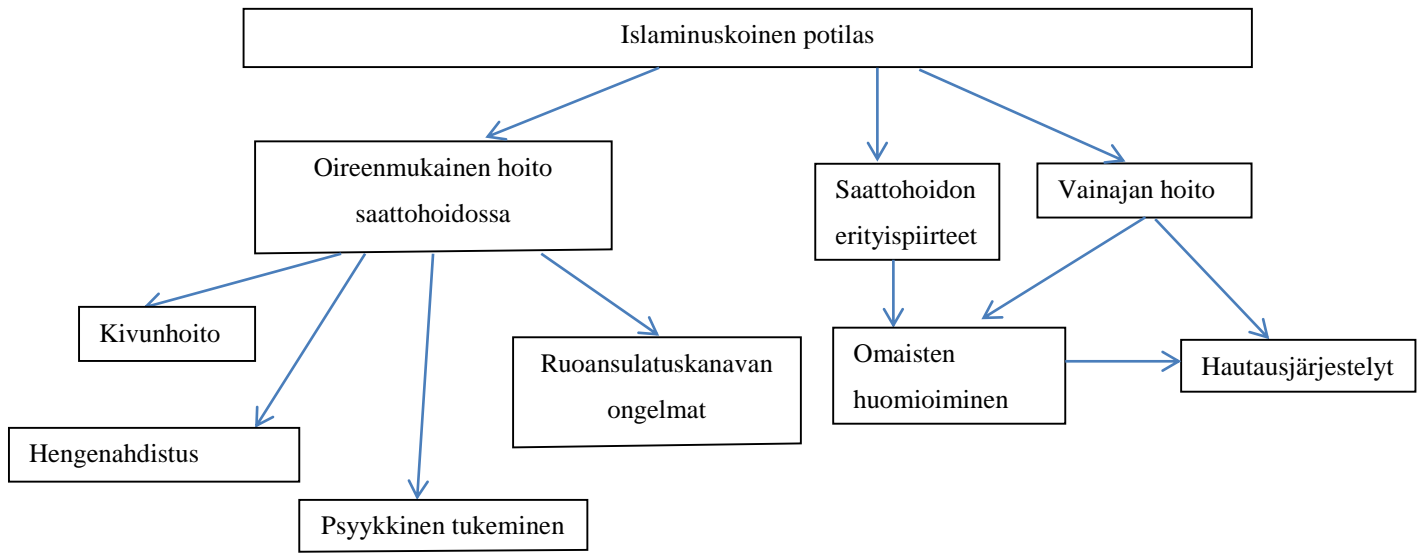 Islaminuskoinen potilas
Oireenmukainen hoito
saattohoidossa
Saattohoidon
erityispiirteet
Vainajan hoito
Kivunhoito
Ruoansulatuskanavan
ongelmat
Omaisten
huomioiminen
Hautausjärjestelyt
Hengenahdistus
Psyykkinen tukeminen